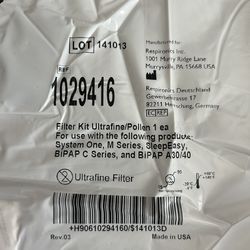 LOT 141013
REF
1029416
Manufactured for
Respironics Inc.
1001 Murry Ridge Lane
Murrysville, PA 15668 USA
Respironics Deutschland
Gewerbestrasse 17
82211 Herrsching, Germany
EC REP
Filter Kit Ultrafine/Pollen 1 ea
For use with the following product
System One, M Series, SleepEasy,
BiPAP C Series, and BiPAP A30/40
Ultrafine Filter
+H90610294160/$141013D
Rev.03
Made in USA